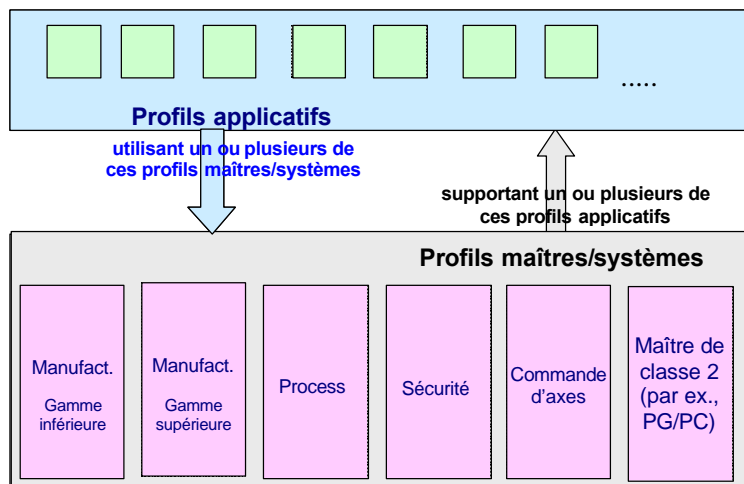 .....
Profils applicatifs
utilisant un ou plusieurs de
ces profils maîtres/systèmes
supportant un ou plusieurs de
ces profils applicatifs
Profils maîtres/systèmes
Manufact.
Gamme
inférieure
Manufact.
Gamme
supérieure
Process
Sécurité
Commande
d'axes
Maître de
classe 2
(par ex.,
PG/PC)